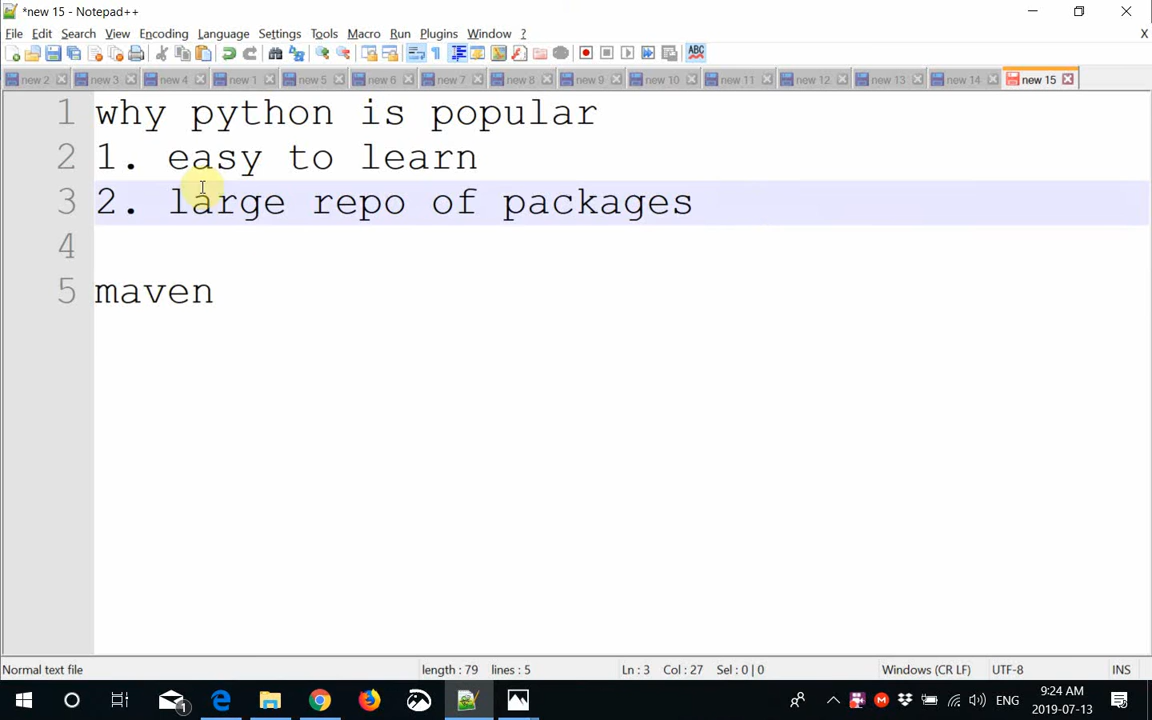 *new 15 - Notepad++
File Edit Search View Encoding Language Settings Tools Macro Run Plugins Window ? X
ABC
new 2 new 3 new 4 new 1 new 5 new 6 new 7 new 8 new 9 new 10 new 11 new 12 new 13 new 14 new 15
1 why python is popular
2 1. easy to learn
3 2. large repo of packages
4
5 maven
Normal text file length : 79 lines : 5 Ln : 3 Col : 27 Sel : 0 | 0 Windows (CR LF) UTF-8 INS
1 ENG 9:24 AM
2019-07-13